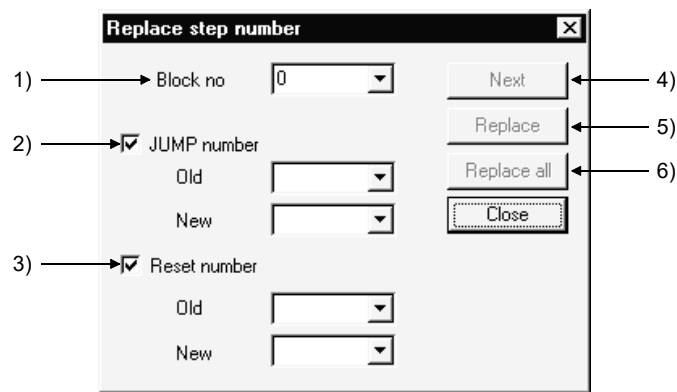 Replace step number
1) Block no 0 Next 4)
Replace 5)
2) JUMP number
Old Replace all 6)
New Close
3) Reset number
Old
New